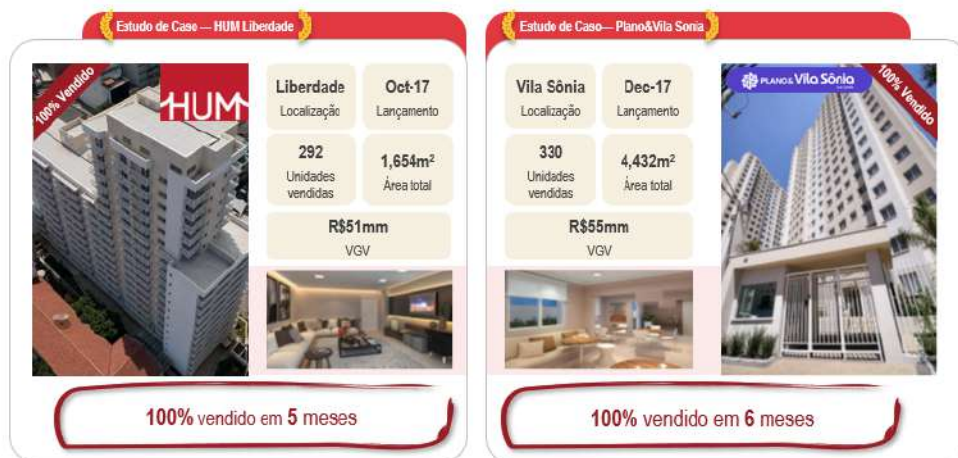 Estudo de Caso — HUM Liberdade
100% Vendido
HUM
Liberdade
Localização
Oct-17
Lançamento
292
Unidades
vendidas
1,654m²
Área total
R$51mm
VGV
100% vendido em 5 meses
Estudo de Caso— Plano&Vila Sonia
Vila Sônia
Localização
Dec-17
Lançamento
330
Unidades
vendidas
4,432m²
Área total
R$55mm
VGV
PLANO& Vila Sônia
100% Vendido
100% vendido em 6 meses